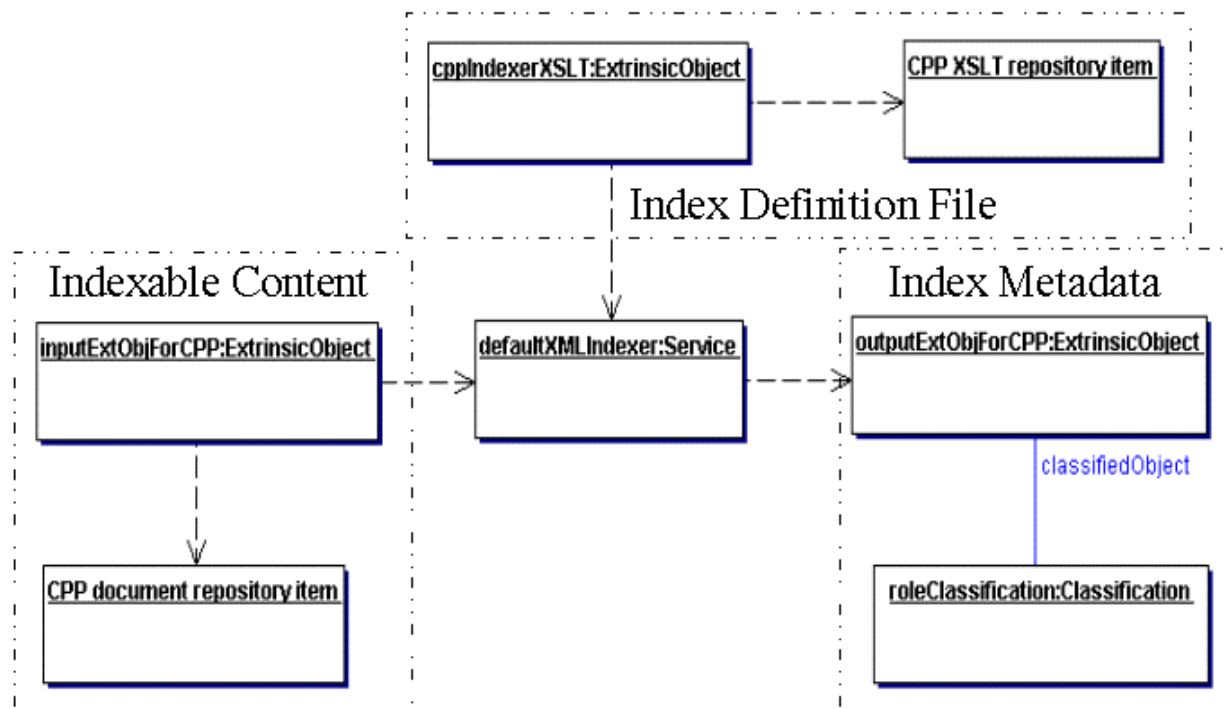 cppIndexerXSLT:ExtrinsicObject
CPP XSLT repository item
Index Definition File
Indexable Content
Index Metadata
inputExtObjForCPP:ExtrinsicObject
defaultXMLIndexer:Service
outputExtObjForCPP:ExtrinsicObject
classifiedObject
CPP document repository item
roleClassification:Classification